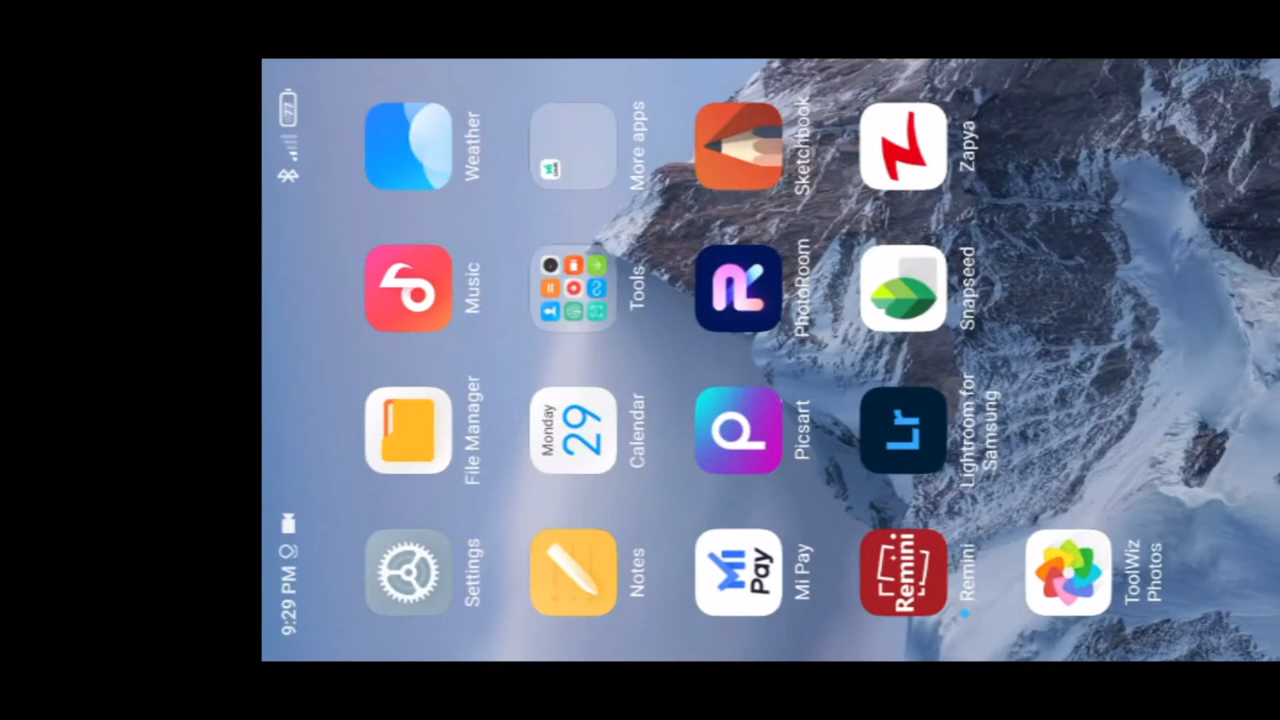 9:29 PM
77
Settings
File Manager
Music
Weather
Monday
29
Notes
Calendar
Tools
More apps
Mi
Pay
Mi Pay
Picsart
PhotoRoom
Sketchbook
Remini
Lr
Remini
Lightroom for
Samsung
Snapseed
Zapya
ToolWiz
Photos